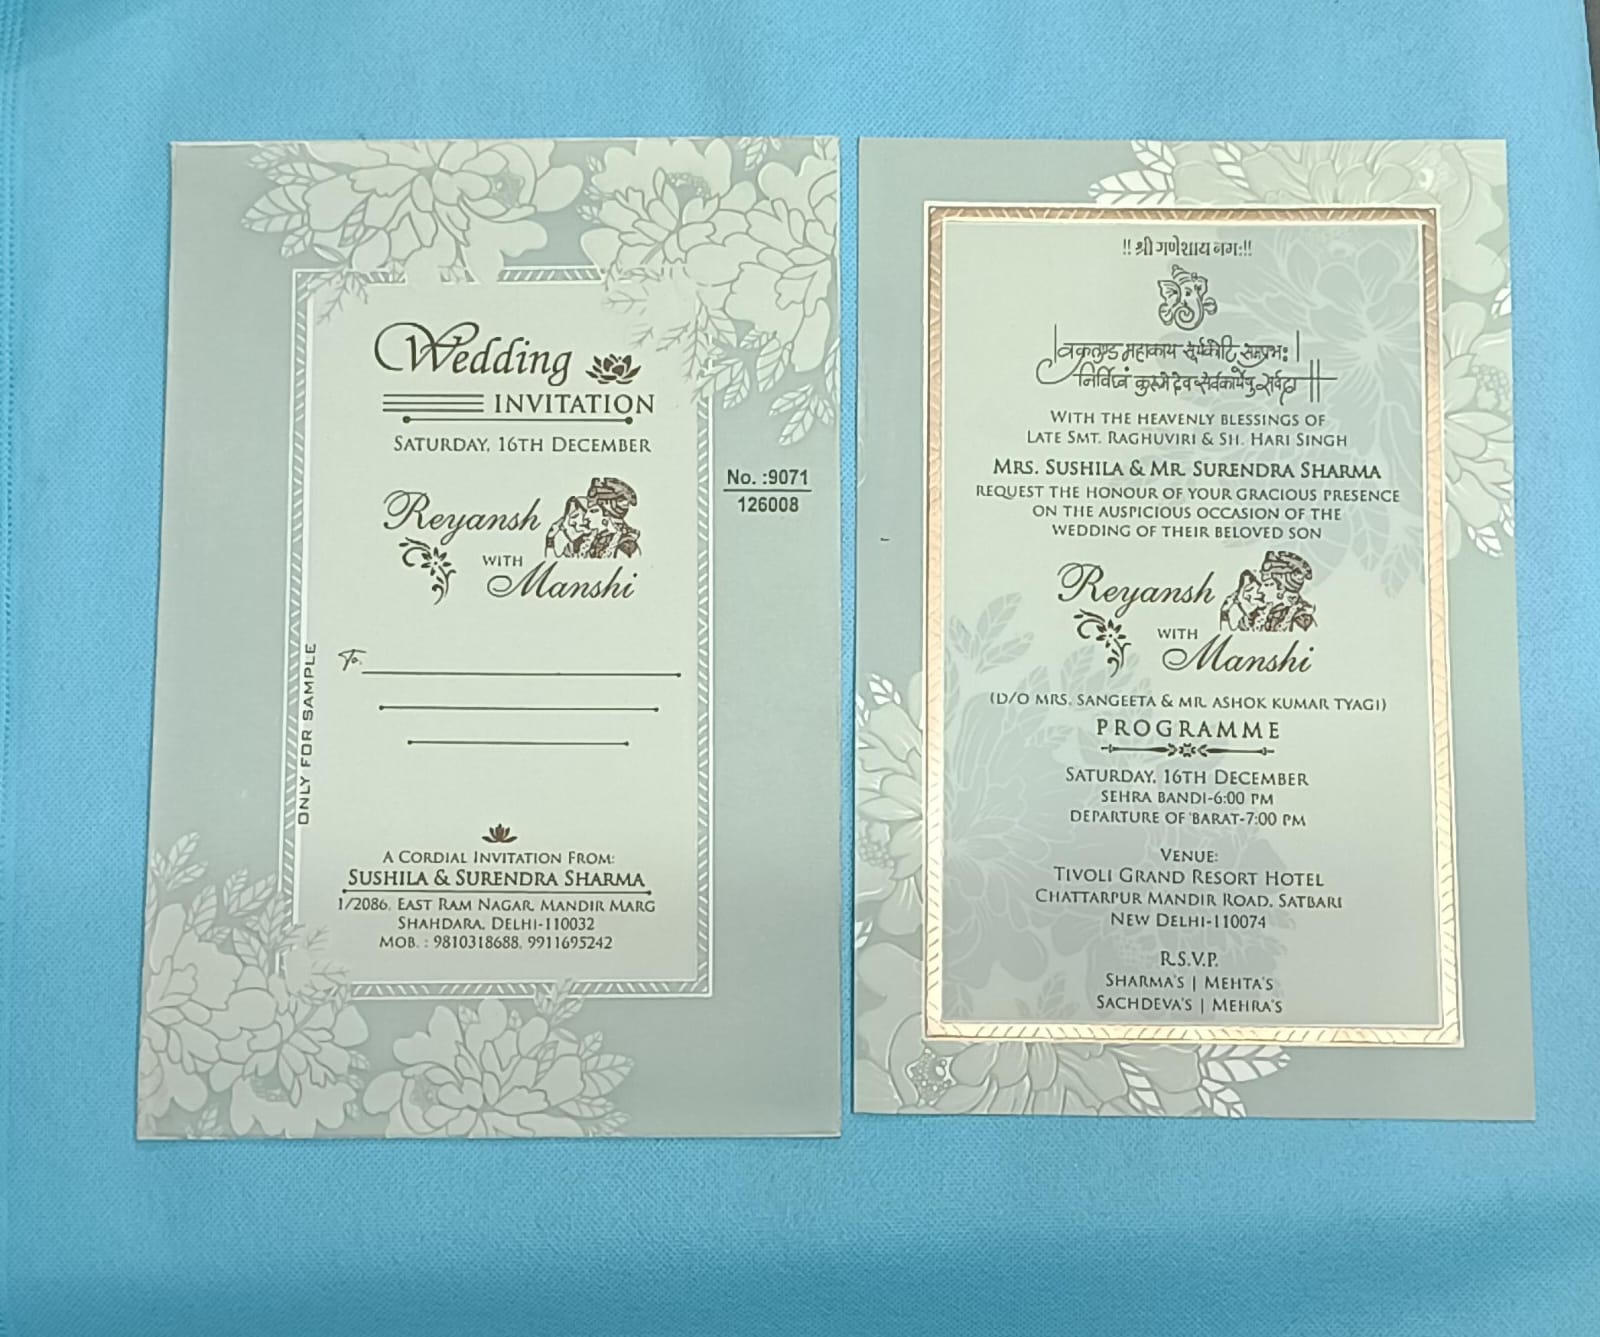 Wedding
INVITATION
SATURDAY, 16TH DECEMBER
Reyansh
WITH
Manshi
To.
ONLY FOR SAMPLE
A CORDIAL INVITATION FROM:
SUSHILA & SURENDRA SHARMA
1/2086, EAST RAM NAGAR, MANDIR MARG
SHAHDARA, DELHI-110032
MOB. : 9810318688, 9911695242
No. :9071
126008
!! श्री गणेशाय नमः !!
वक्रतुण्ड महाकाय सूर्यकोटि समप्रभः।
निर्विघ्नं कुरूमेदेव सर्वकार्येषु सर्वदा ॥
WITH THE HEAVENLY BLESSINGS OF
LATE SMT. RAGHUVIRI & SH. HARI SINGH
MRS. SUSHILA & MR. SURENDRA SHARMA
REQUEST THE HONOUR OF YOUR GRACIOUS PRESENCE
ON THE AUSPICIOUS OCCASION OF THE
WEDDING OF THEIR BELOVED SON
Reyansh
WITH
Manshi
(D/O MRS. SANGEETA & MR. ASHOK KUMAR TYAGI)
PROGRAMME
SATURDAY, 16TH DECEMBER
SEHRA BANDI-6:00 PM
DEPARTURE OF BARAT-7:00 PM
VENUE:
TIVOLI GRAND RESORT HOTEL
CHATTARPUR MANDIR ROAD, SATBARI
NEW DELHI-110074
R.S.V.P.
SHARMA'S | MEHTA'S
SACHDEVA'S | MEHRA'S